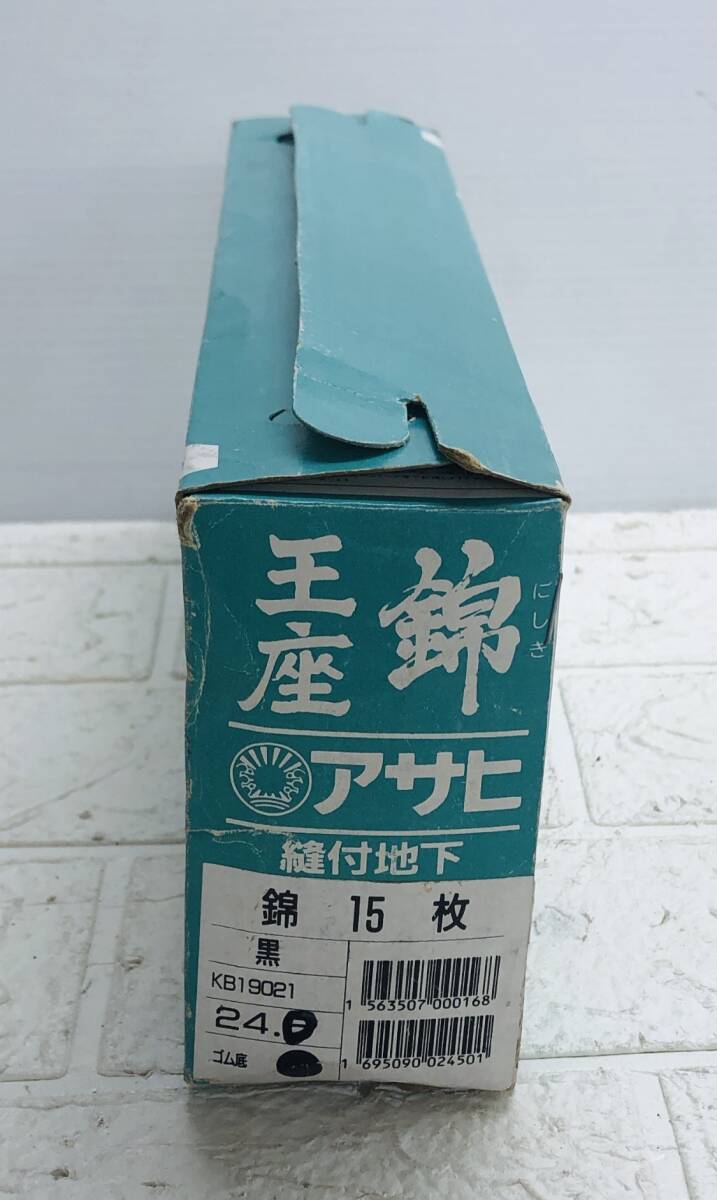 王座
錦
にしき
アサヒ
縫付地下
錦 15 枚
黒
KB19021
1 563507 000168
24.
ゴム底
1 695090 024501